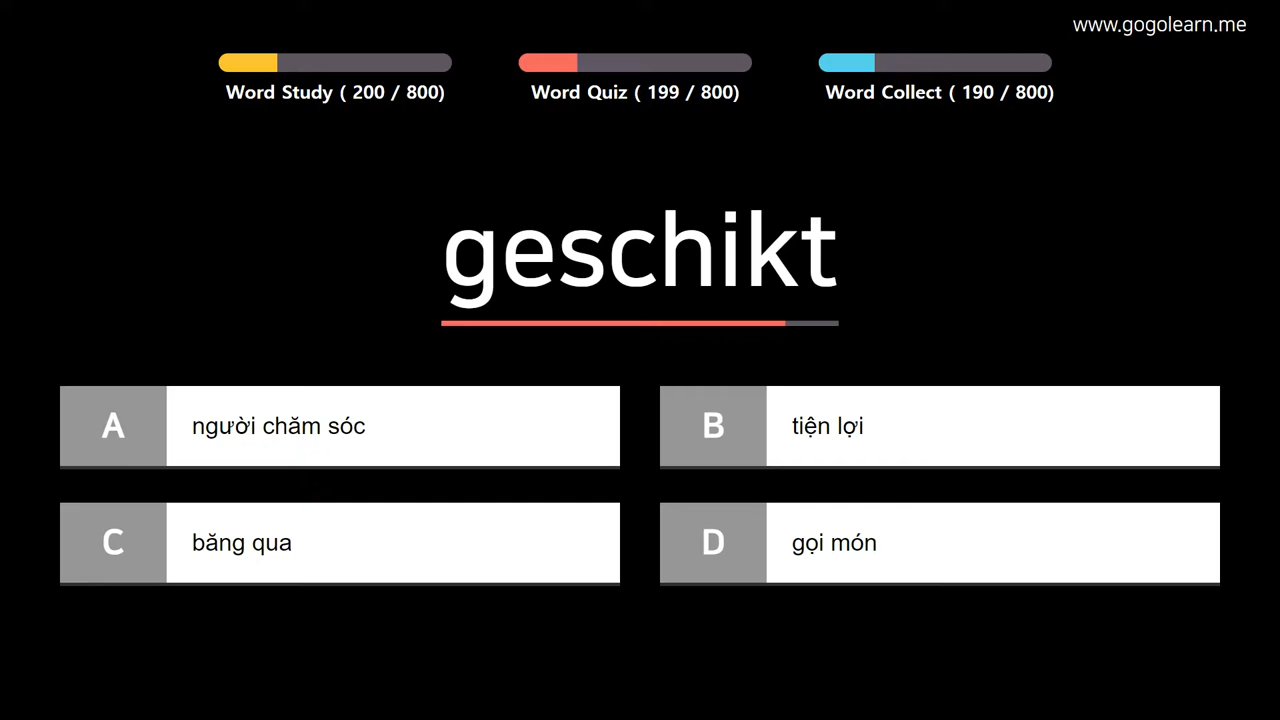 www.gogolearn.me
Word Study ( 200 / 800)
Word Quiz ( 199 / 800)
Word Collect ( 190 / 800)
geschikt
A người chăm sóc
B tiện lợi
C băng qua
D gọi món